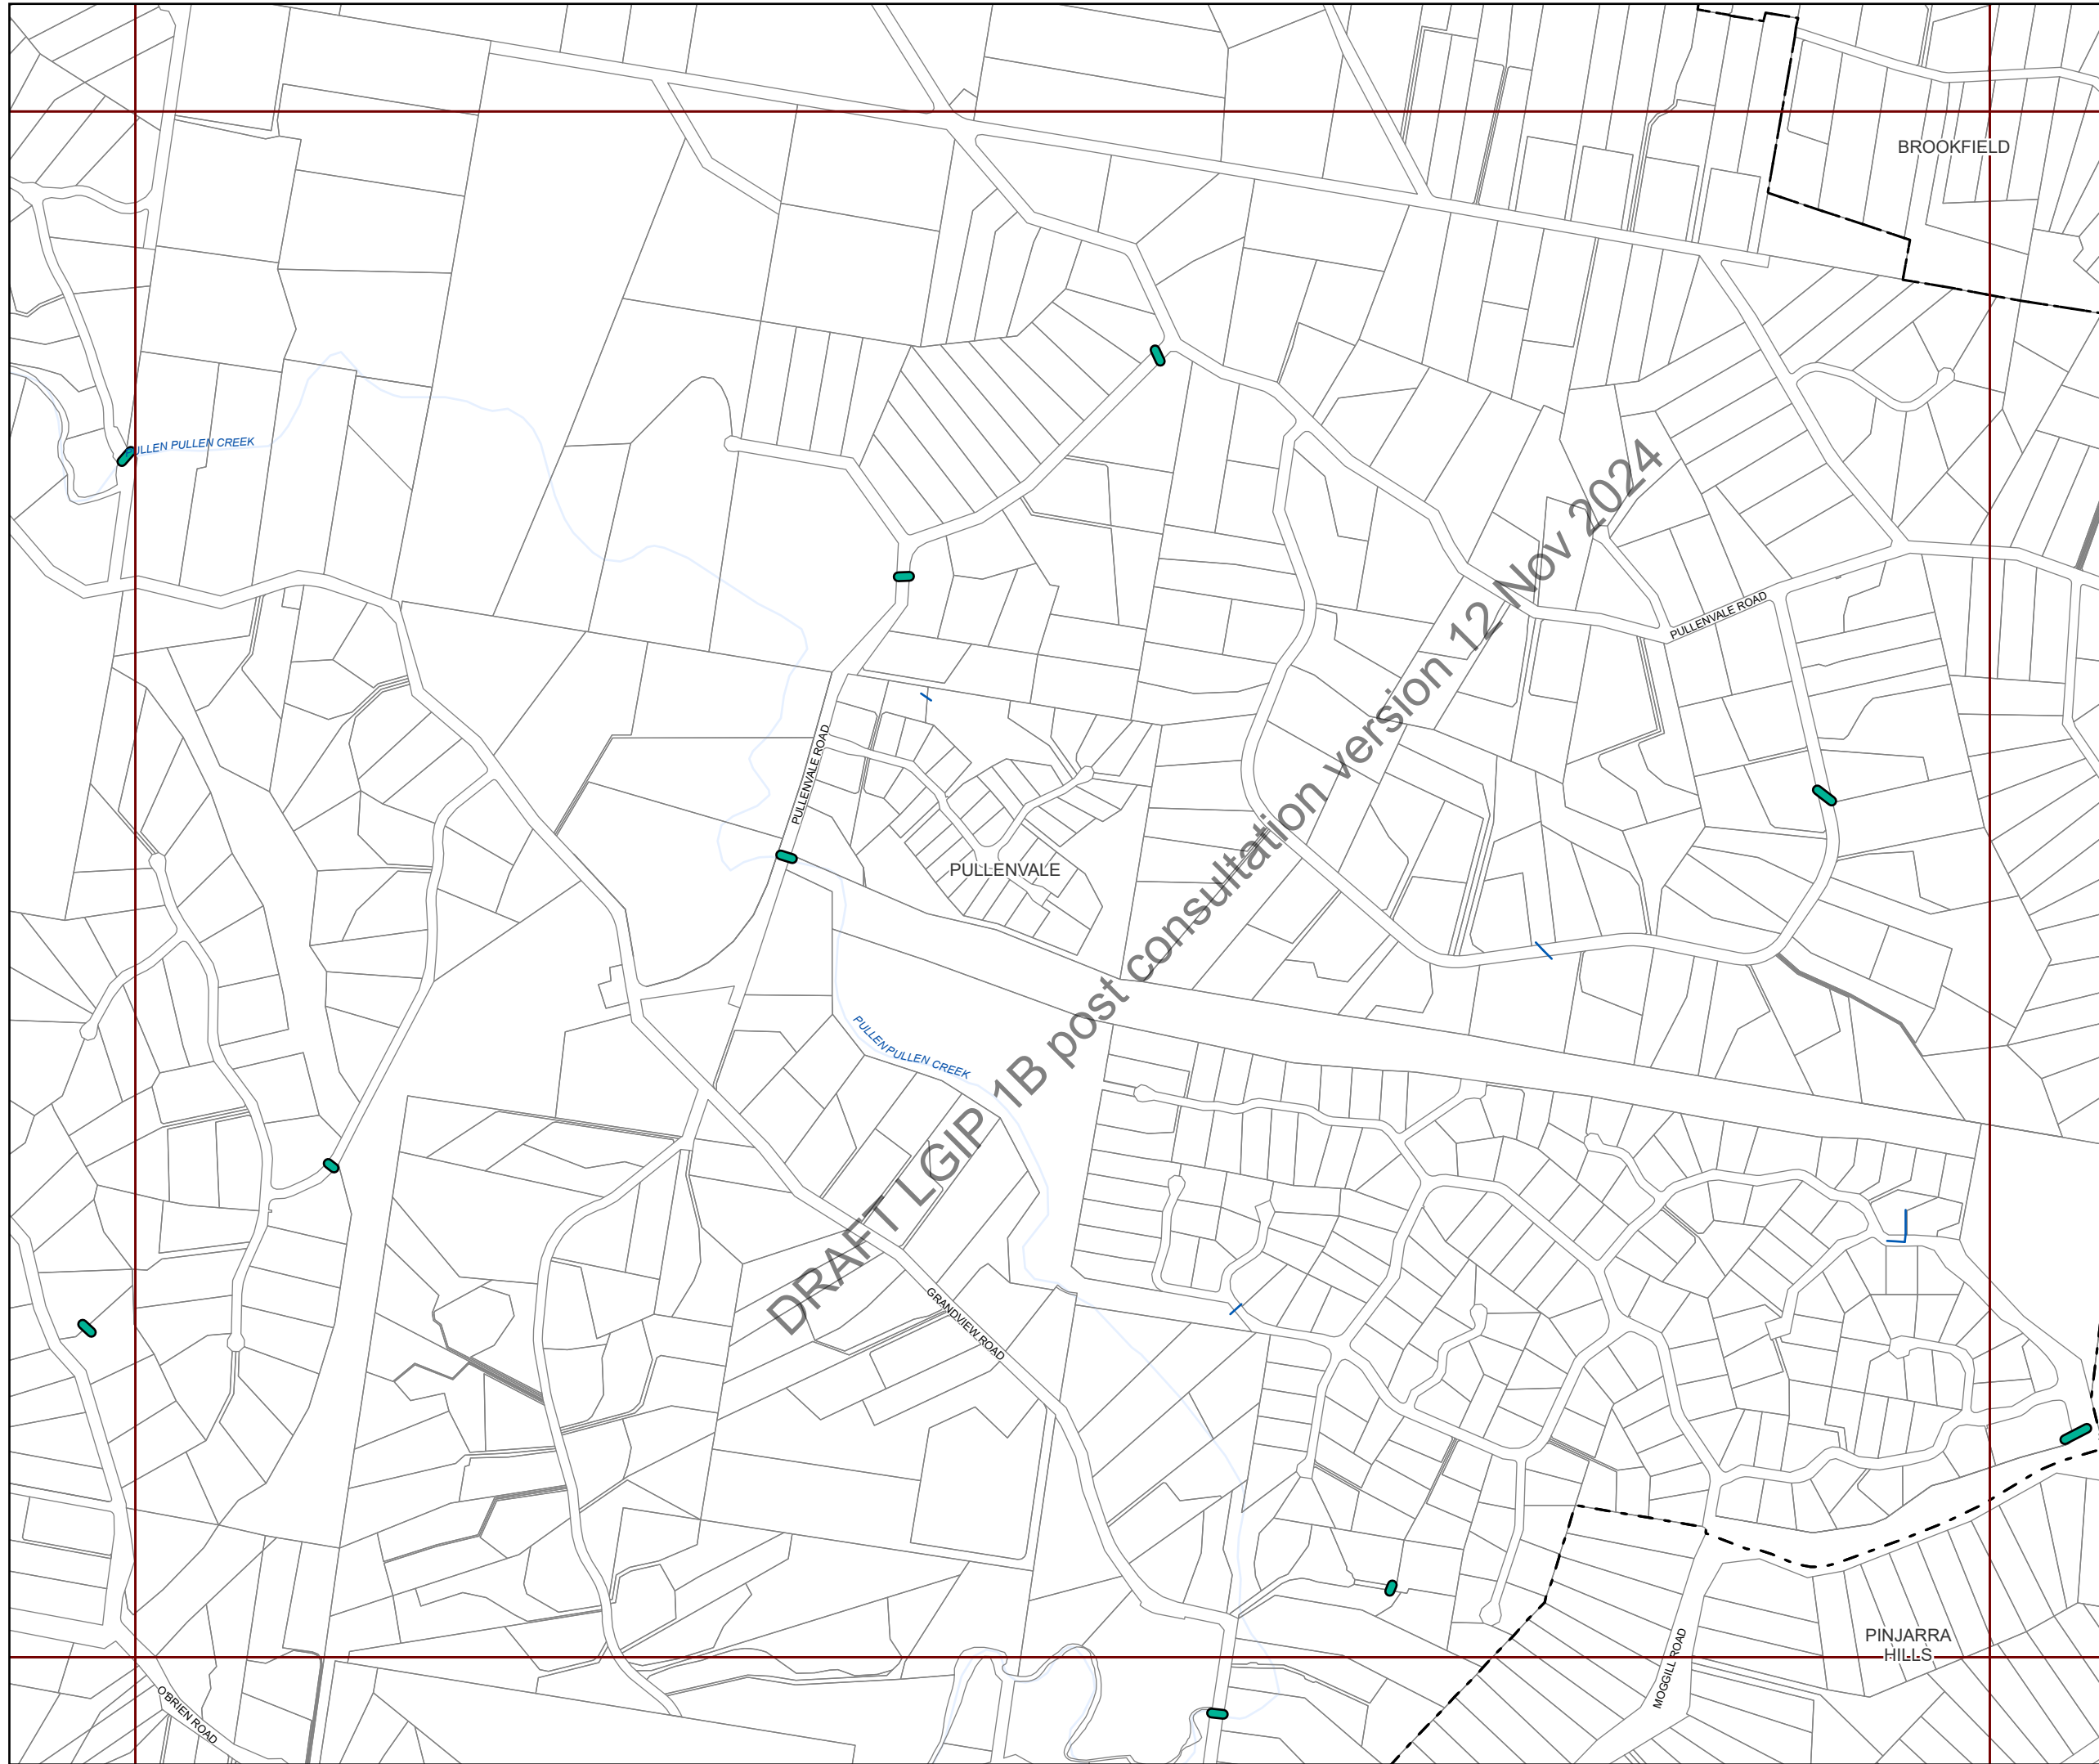 BROOKFIELD
PULLEN PULLEN CREEK
PULLENVALE ROAD
PULLENVALE ROAD
PULLENVALE
PULLEN PULLEN CREEK
DRAFT LGIP 1B post consultation version 12 Nov 2024
GRANDVIEW ROAD
PINJARRA
HILLS
MOGGILL ROAD
O'BRIEN ROAD